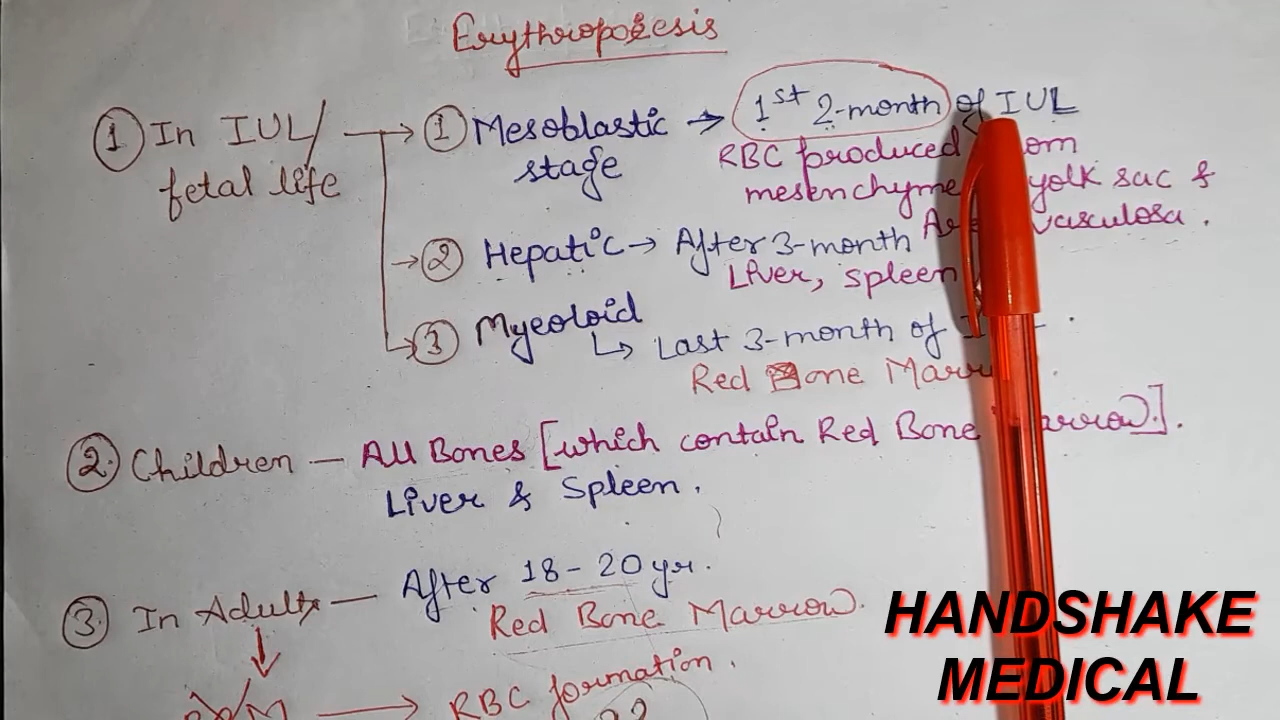 Erythropoesis
① In IUL/ → ① Mesoblastic → 1st 2-month of IUL
fetal life stage RBC produced
mesenchyme yolk sac &
vasculosa.
→ ② Hepatic → After 3-month
Liver, spleen
③ Myeoloid
↳ Last 3-month of
Red Bone
② Children — All Bones [which contain Red Bone
Liver & Spleen.
③ In Adults — After 18-20 yr.
Red Bone Marrow.
→ RBC formation.
HANDSHAKE
MEDICAL